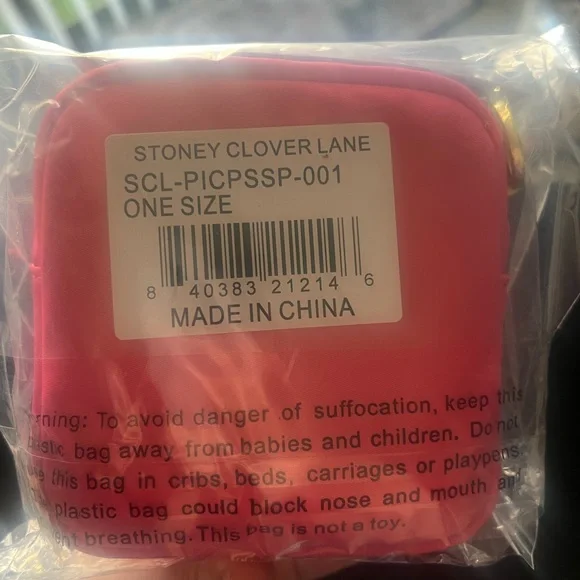 STONEY CLOVER LANE
SCL-PICPSSP-001
ONE SIZE
8 40383 21214 6
MADE IN CHINA
To avoid danger of suffocation, keep this
bag away from babies and children. Do not
this bag in cribs, beds, carriages or playpens.
plastic bag could block nose and mouth and
breathing. This bag is not a toy.